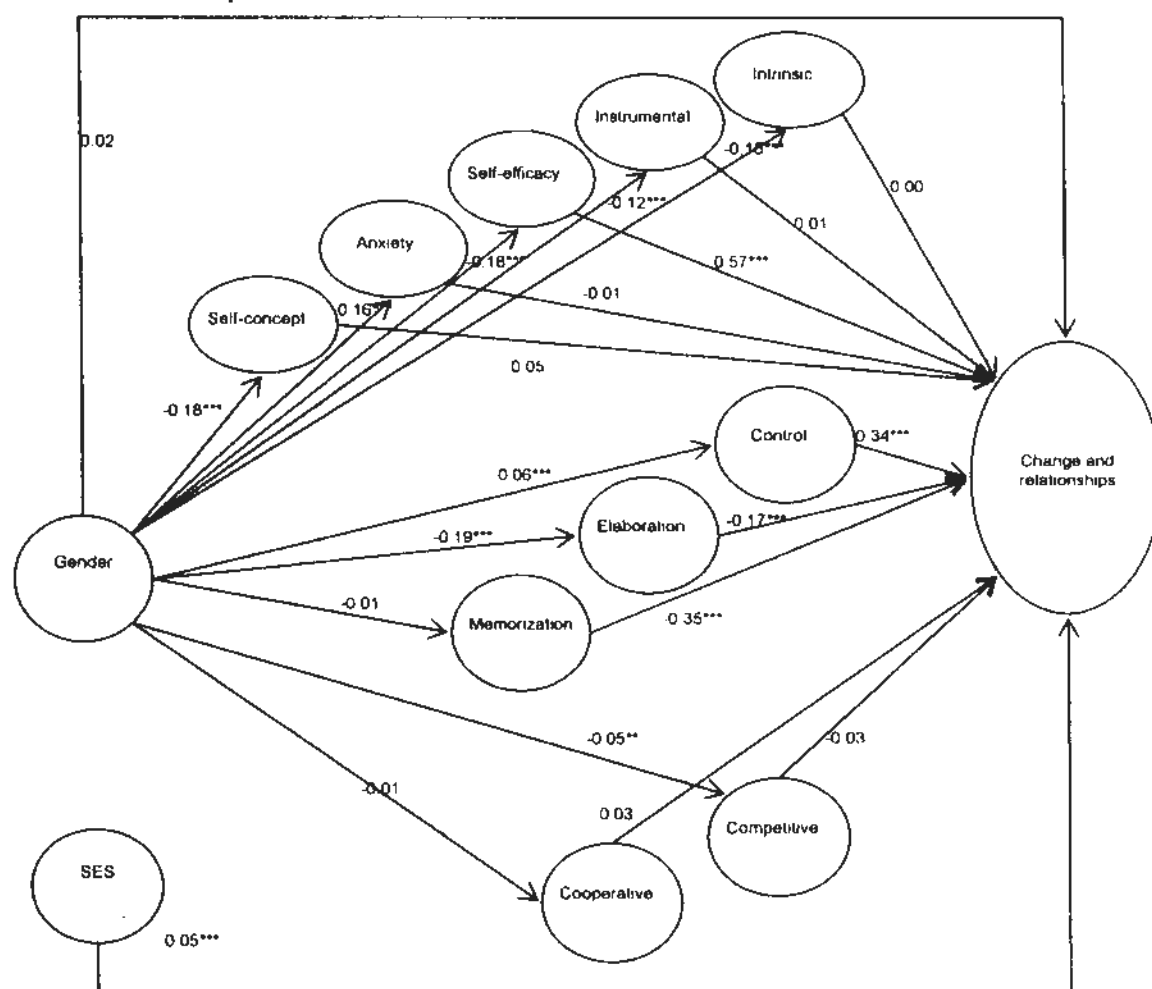 Intrinsic
Instrumental
0.02
-0.15***
Self-efficacy
0.00
-0.12***
0.01
Anxiety
-0.18***
0.57***
-0.01
Self-concept
0.16
0.05
-0.18***
Control
0.34***
Change and
relationships
0.06***
Elaboration
-0.17***
-0.19***
Gender
-0.01
Memorization
-0.35***
-0.05**
-0.03
-0.01
0.03
Competitive
SES
Cooperative
0.05***